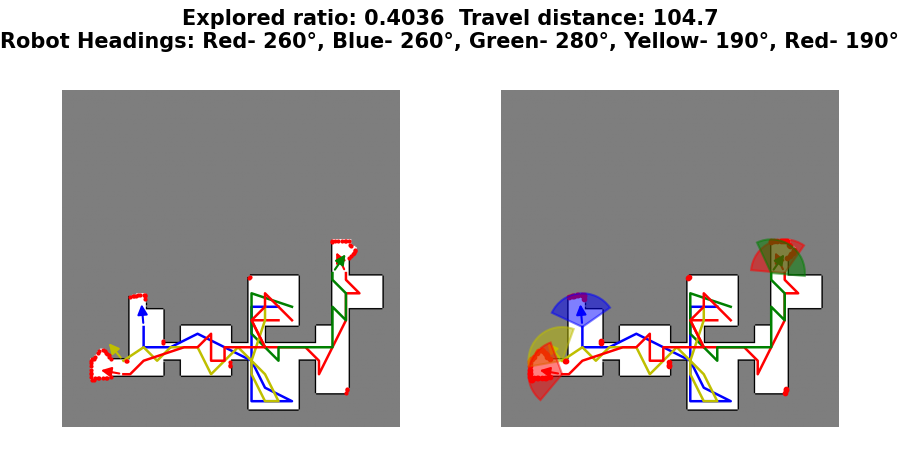 Explored ratio: 0.4036  Travel distance: 104.7
Robot Headings: Red- 260°, Blue- 260°, Green- 280°, Yellow- 190°, Red- 190°